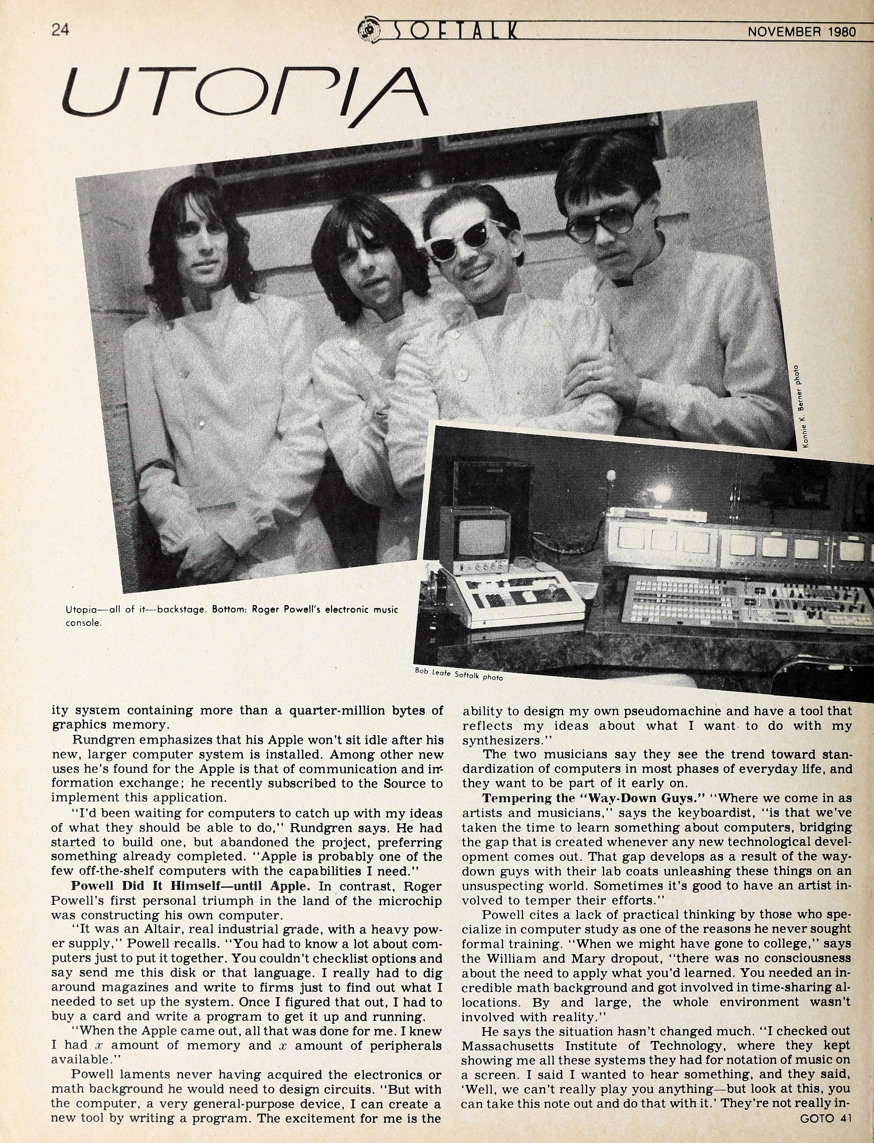 24
SOFTALK
NOVEMBER 1980
UTOPIA
Konnie K. Berner photo
Utopia—all of it—backstage. Bottom: Roger Powell's electronic music
console.
Bob Leafe Softalk photo
ity system containing more than a quarter-million bytes of
graphics memory.
Rundgren emphasizes that his Apple won't sit idle after his
new, larger computer system is installed. Among other new
uses he's found for the Apple is that of communication and in-
formation exchange; he recently subscribed to the Source to
implement this application.
"I'd been waiting for computers to catch up with my ideas
of what they should be able to do," Rundgren says. He had
started to build one, but abandoned the project, preferring
something already completed. "Apple is probably one of the
few off-the-shelf computers with the capabilities I need."
Powell Did It Himself—until Apple. In contrast, Roger
Powell's first personal triumph in the land of the microchip
was constructing his own computer.
"It was an Altair, real industrial grade, with a heavy pow-
er supply," Powell recalls. "You had to know a lot about com-
puters just to put it together. You couldn't checklist options and
say send me this disk or that language. I really had to dig
around magazines and write to firms just to find out what I
needed to set up the system. Once I figured that out, I had to
buy a card and write a program to get it up and running.
"When the Apple came out, all that was done for me. I knew
I had x amount of memory and x amount of peripherals
available."
Powell laments never having acquired the electronics or
math background he would need to design circuits. "But with
the computer, a very general-purpose device, I can create a
new tool by writing a program. The excitement for me is the
ability to design my own pseudomachine and have a tool that
reflects my ideas about what I want to do with my
synthesizers."
The two musicians say they see the trend toward stan-
dardization of computers in most phases of everyday life, and
they want to be part of it early on.
Tempering the "Way-Down Guys." "Where we come in as
artists and musicians," says the keyboardist, "is that we've
taken the time to learn something about computers, bridging
the gap that is created whenever any new technological devel-
opment comes out. That gap develops as a result of the way-
down guys with their lab coats unleashing these things on an
unsuspecting world. Sometimes it's good to have an artist in-
volved to temper their efforts."
Powell cites a lack of practical thinking by those who spe-
cialize in computer study as one of the reasons he never sought
formal training. "When we might have gone to college," says
the William and Mary dropout, "there was no consciousness
about the need to apply what you'd learned. You needed an in-
credible math background and got involved in time-sharing al-
locations. By and large, the whole environment wasn't
involved with reality."
He says the situation hasn't changed much. "I checked out
Massachusetts Institute of Technology, where they kept
showing me all these systems they had for notation of music on
a screen. I said I wanted to hear something, and they said,
'Well, we can't really play you anything—but look at this, you
can take this note out and do that with it.' They're not really in-
GOTO 41